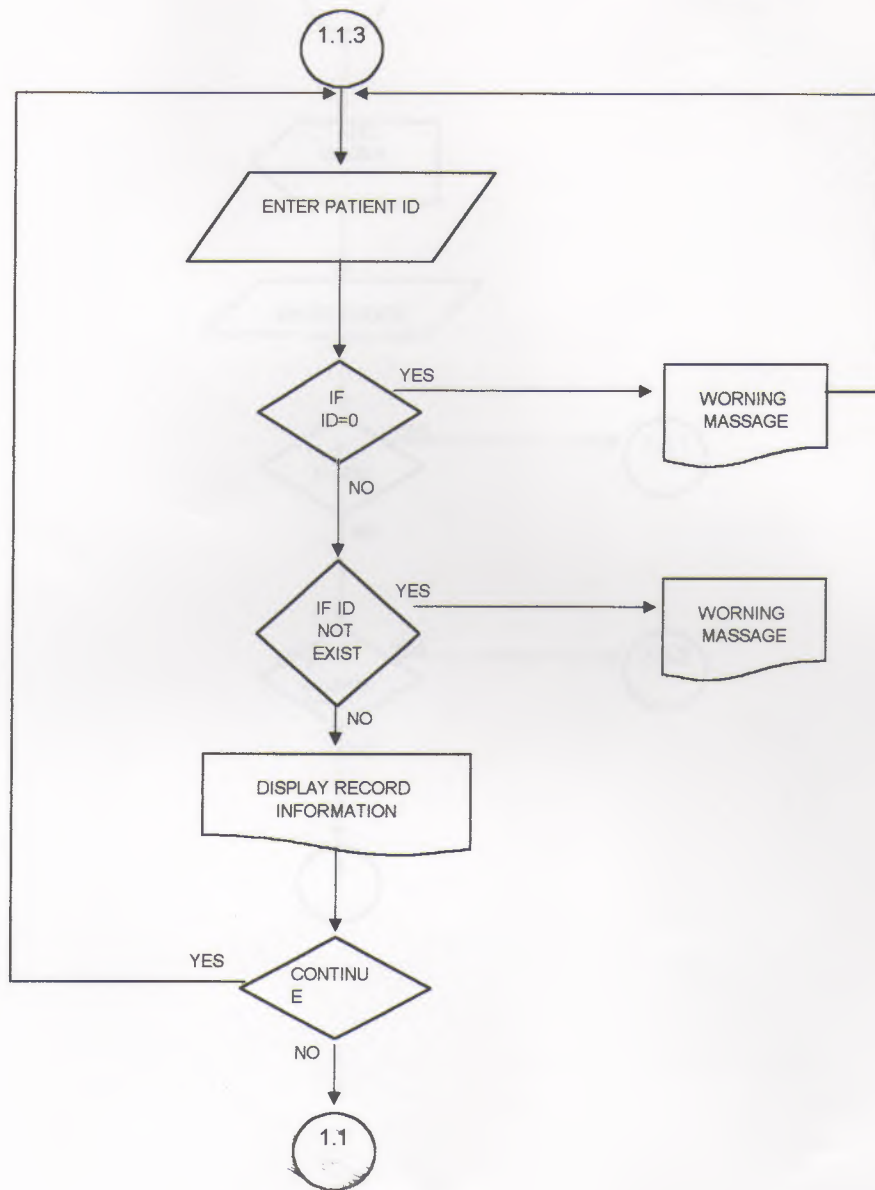 1.1.3
ENTER PATIENT ID
IF
ID=0
YES
WORNING
MASSAGE
NO
IF ID
NOT
EXIST
YES
WORNING
MASSAGE
NO
DISPLAY RECORD
INFORMATION
YES
CONTINU
E
NO
1.1